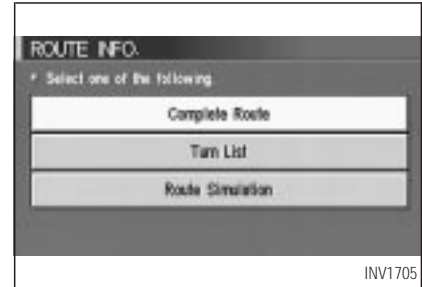 ROUTE INFO.
* Select one of the following.
Complete Route
Turn List
Route Simulation
INV1705